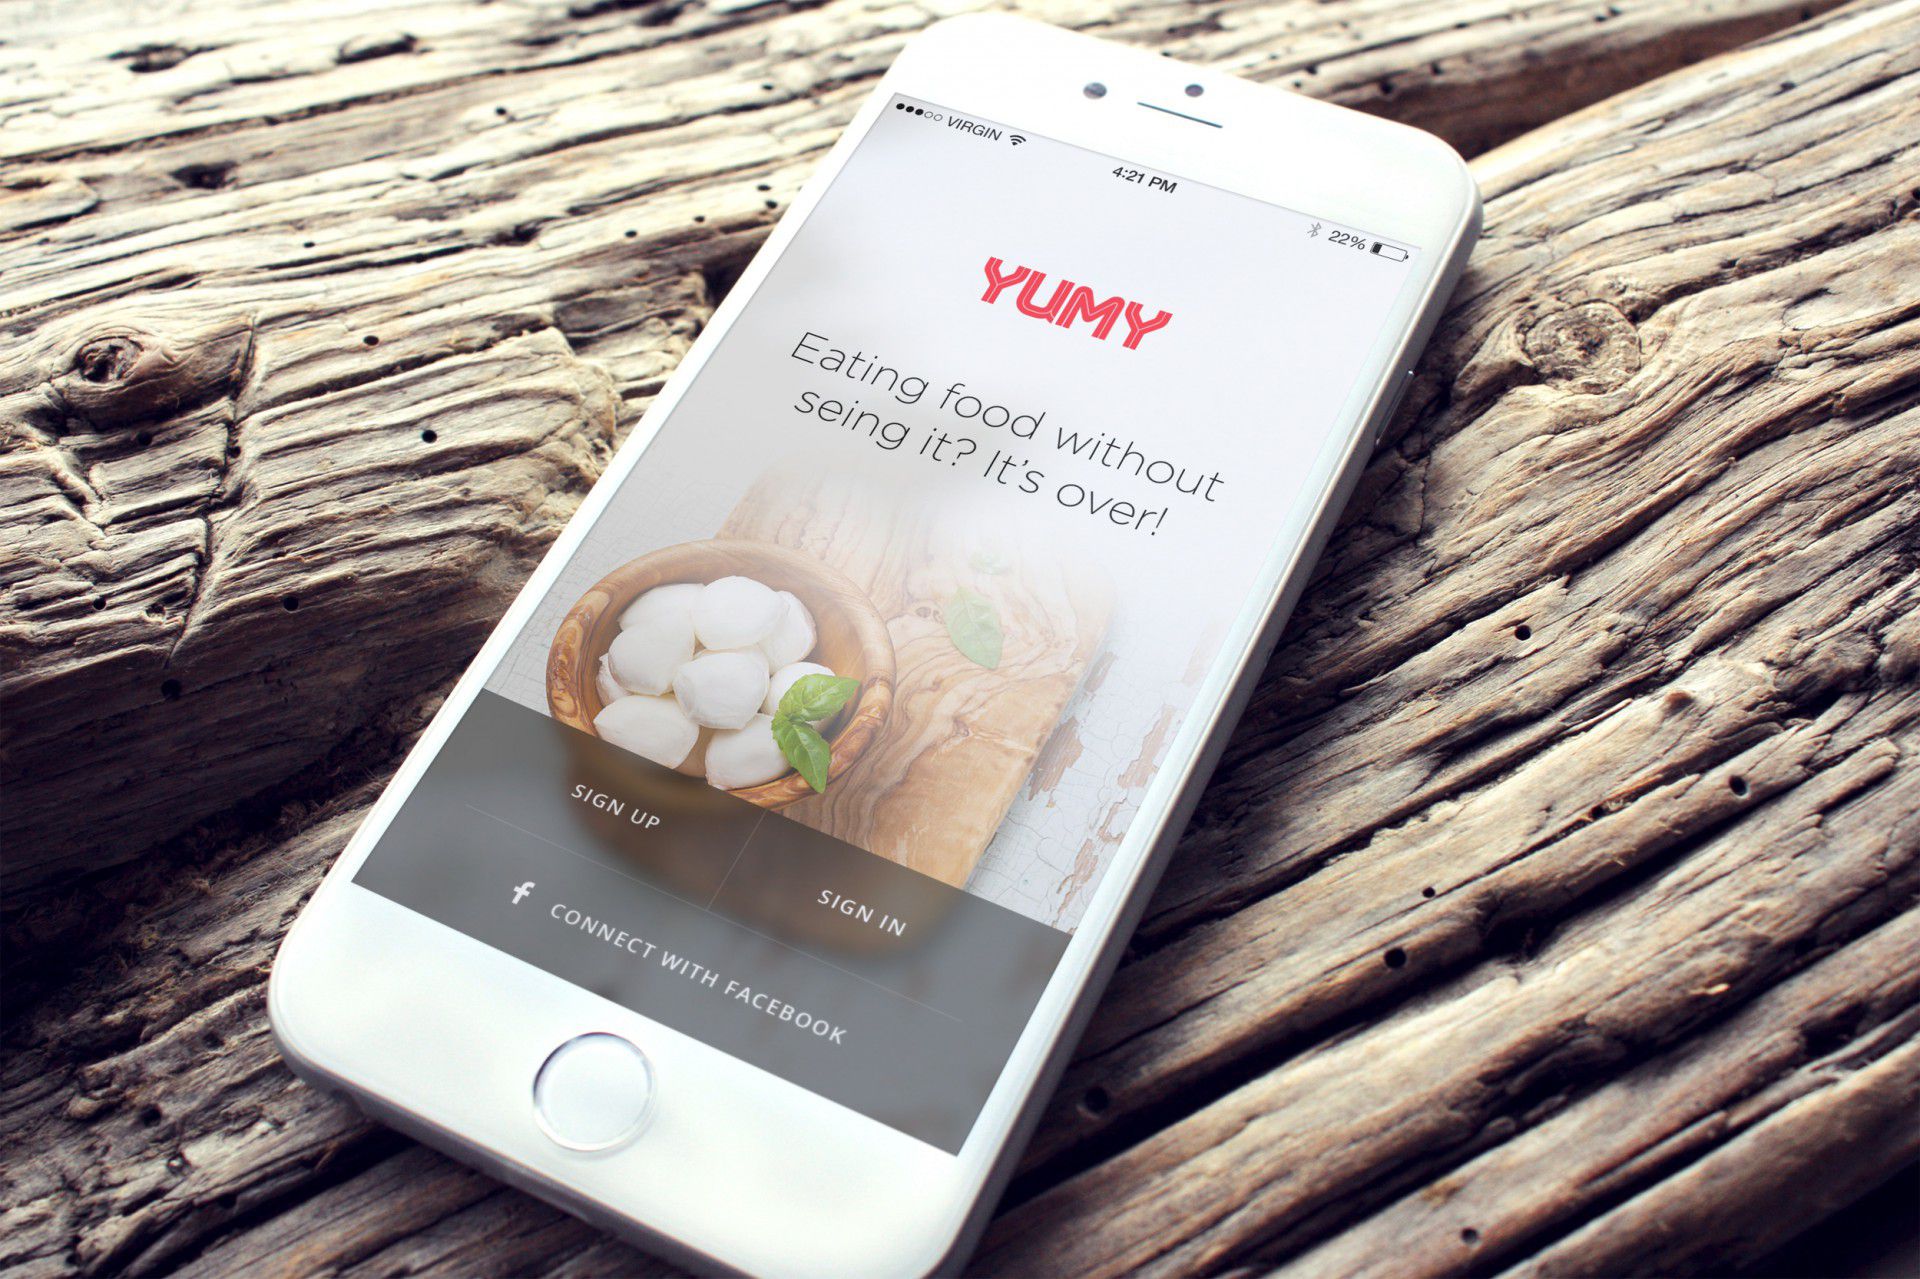 VIRGIN
4:21 PM
22%
YUMY
Eating food without
seing it? It's over!
SIGN UP
SIGN IN
f CONNECT WITH FACEBOOK